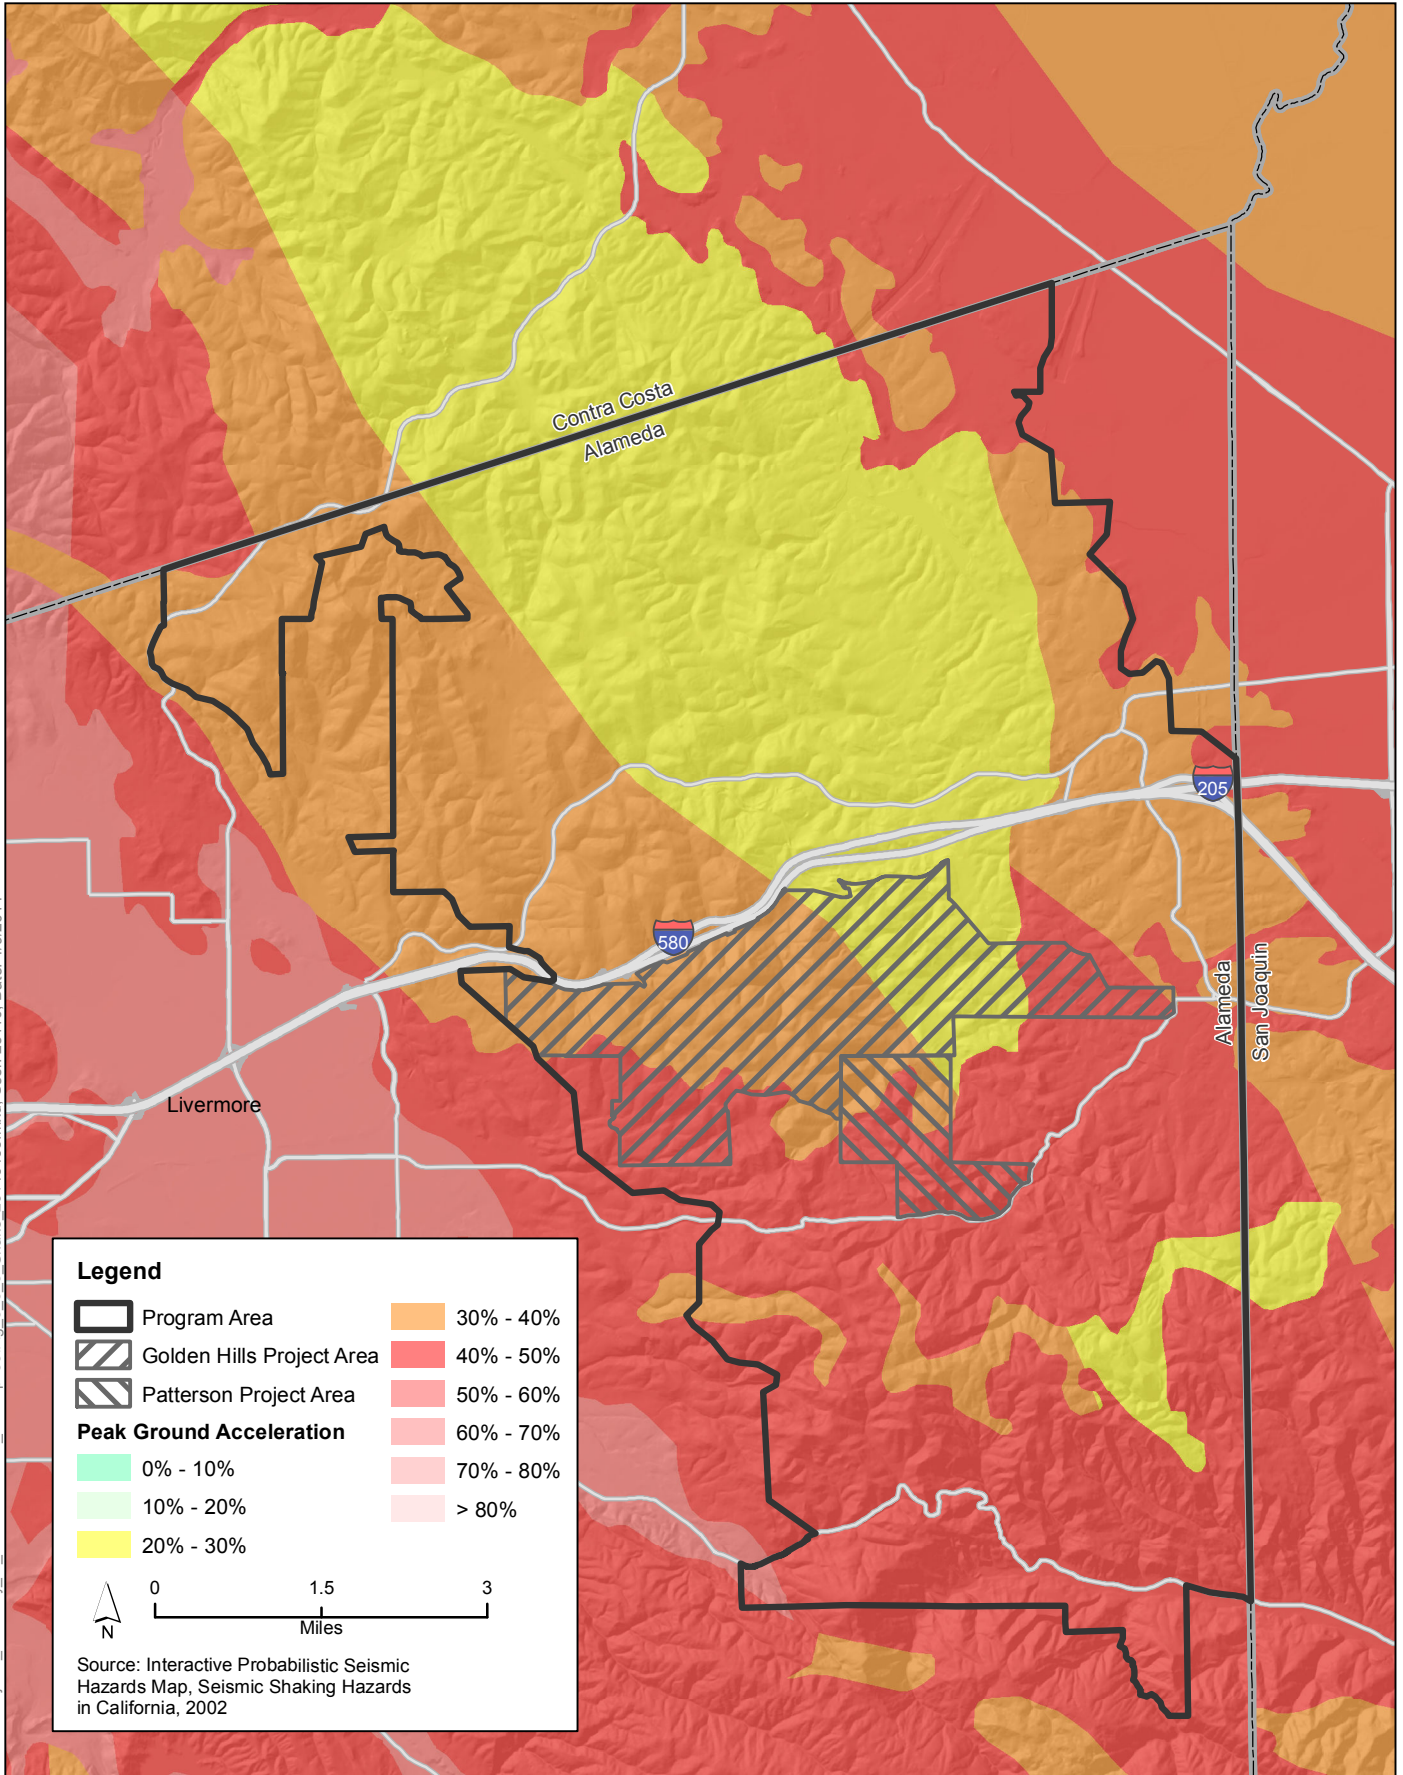 Contra Costa
Alameda
205
580
Alameda
San Joaquin
Livermore
Legend
Program Area
Golden Hills Project Area
Patterson Project Area
Peak Ground Acceleration
0% - 10%
10% - 20%
20% - 30%
30% - 40%
40% - 50%
50% - 60%
60% - 70%
70% - 80%
> 80%
N
0 1.5 3
Miles
Source: Interactive Probabilistic Seismic
Hazards Map, Seismic Shaking Hazards
in California, 2002